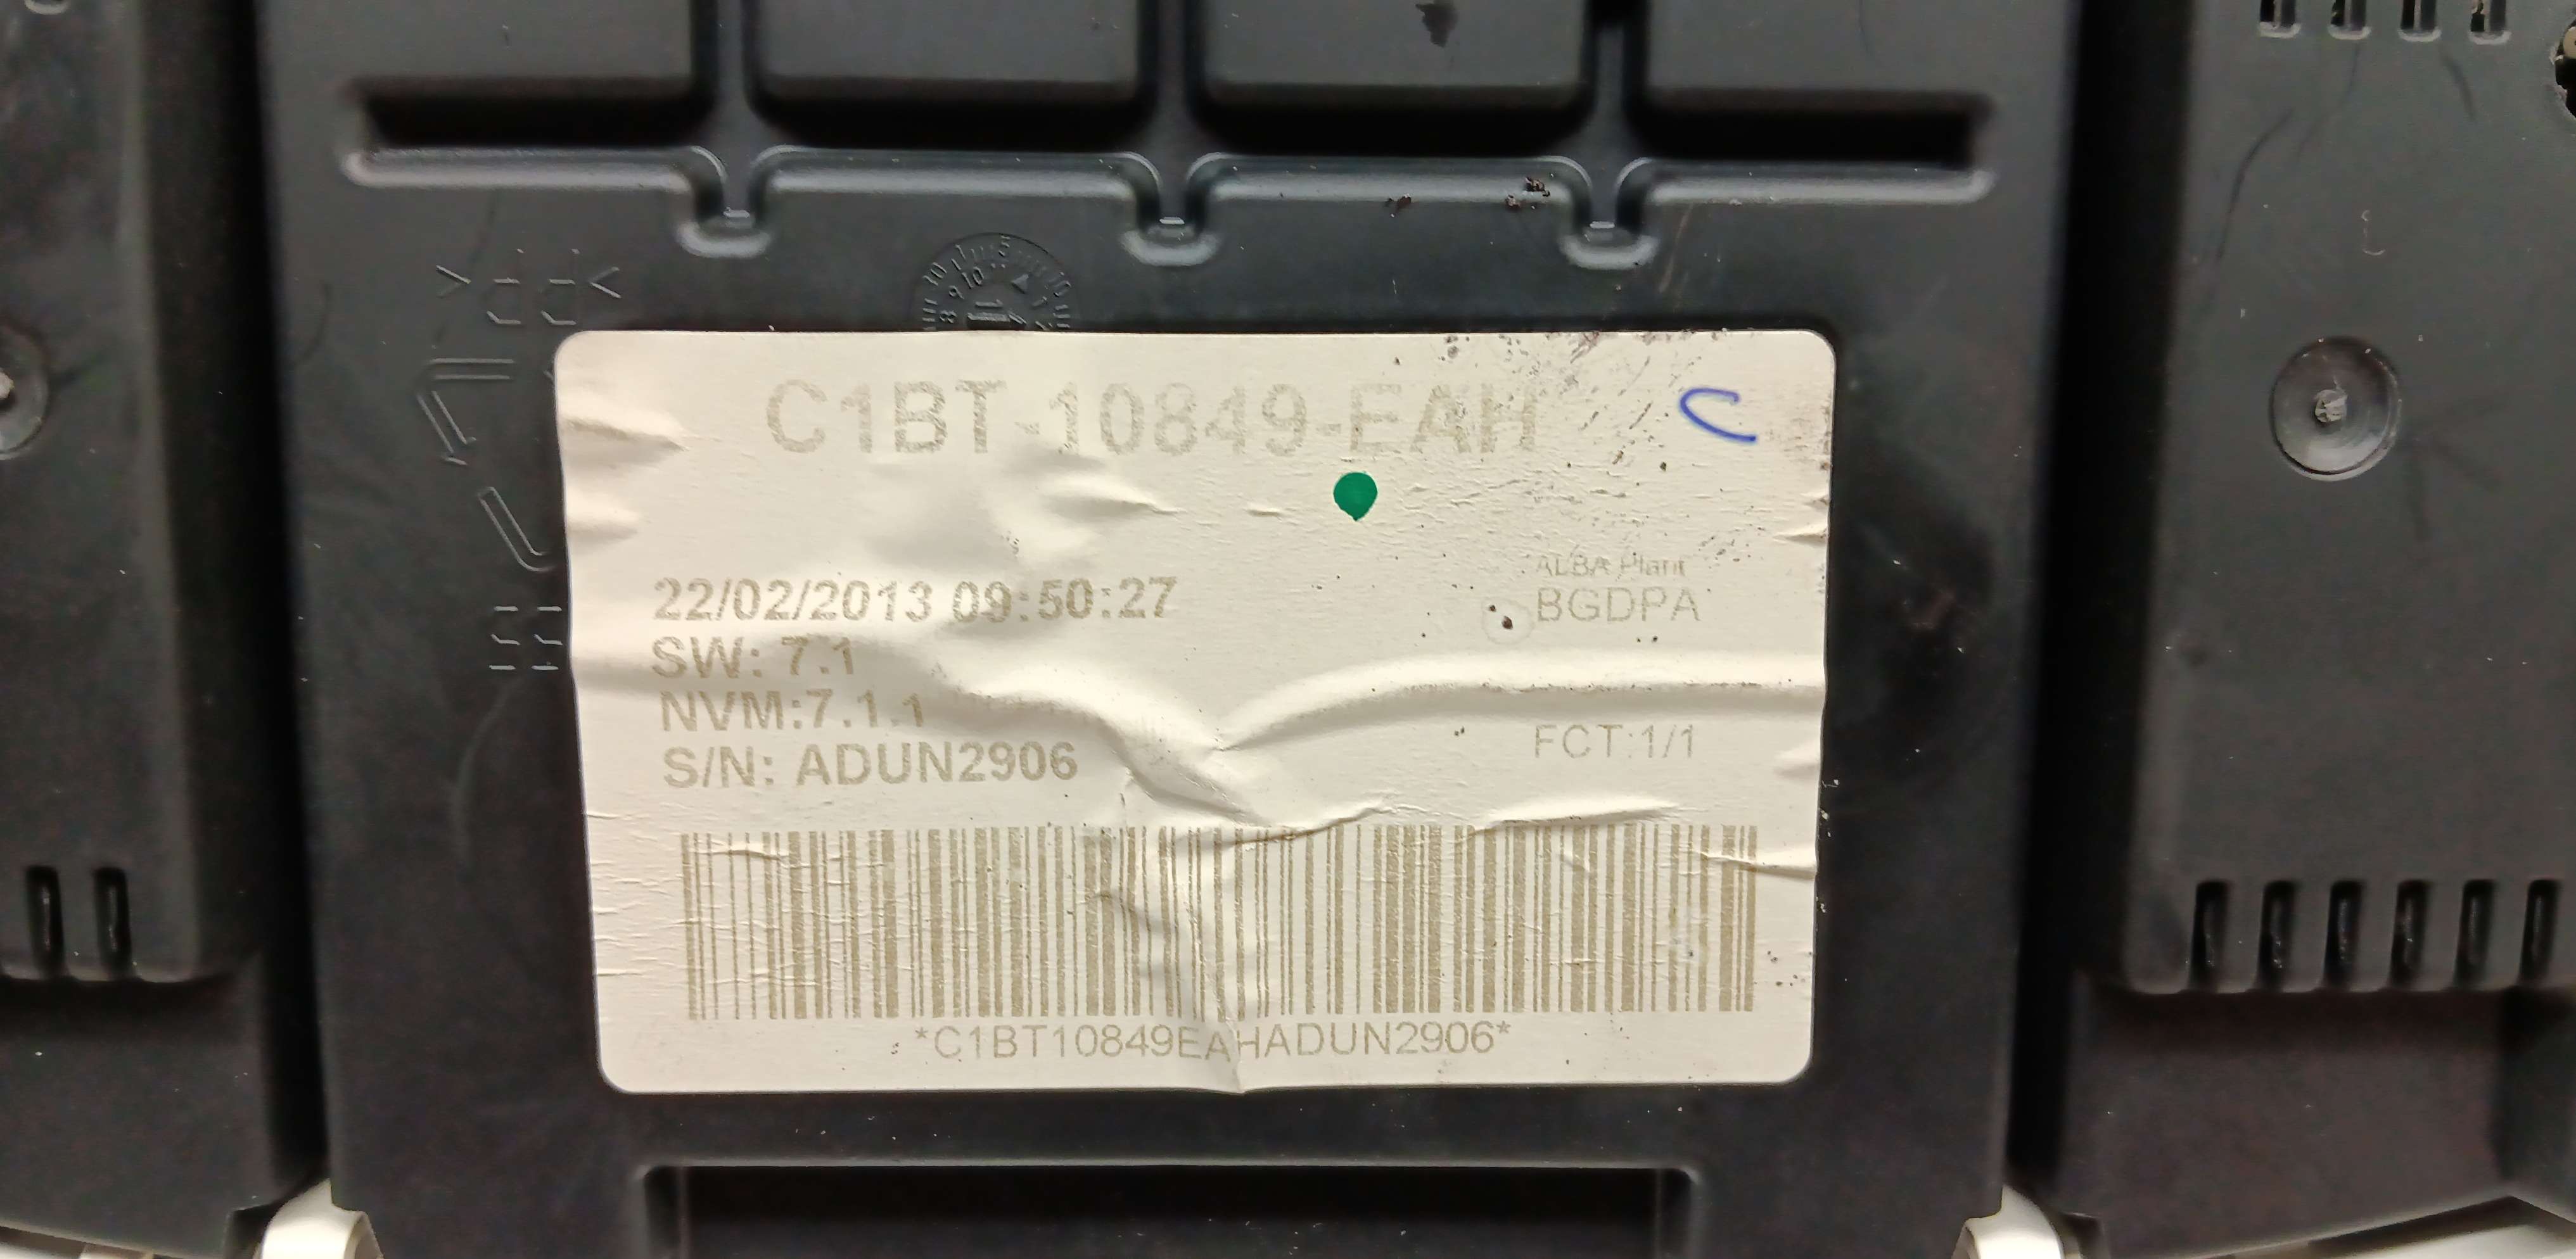 C1BT-10849-EAH
C
ALBA Plant
22/02/2013 09:50:27
BGDPA
SW: 7.1
NVM:7.1.1
FCT:1/1
S/N: ADUN2906
*C1BT10849EAHADUN2906*